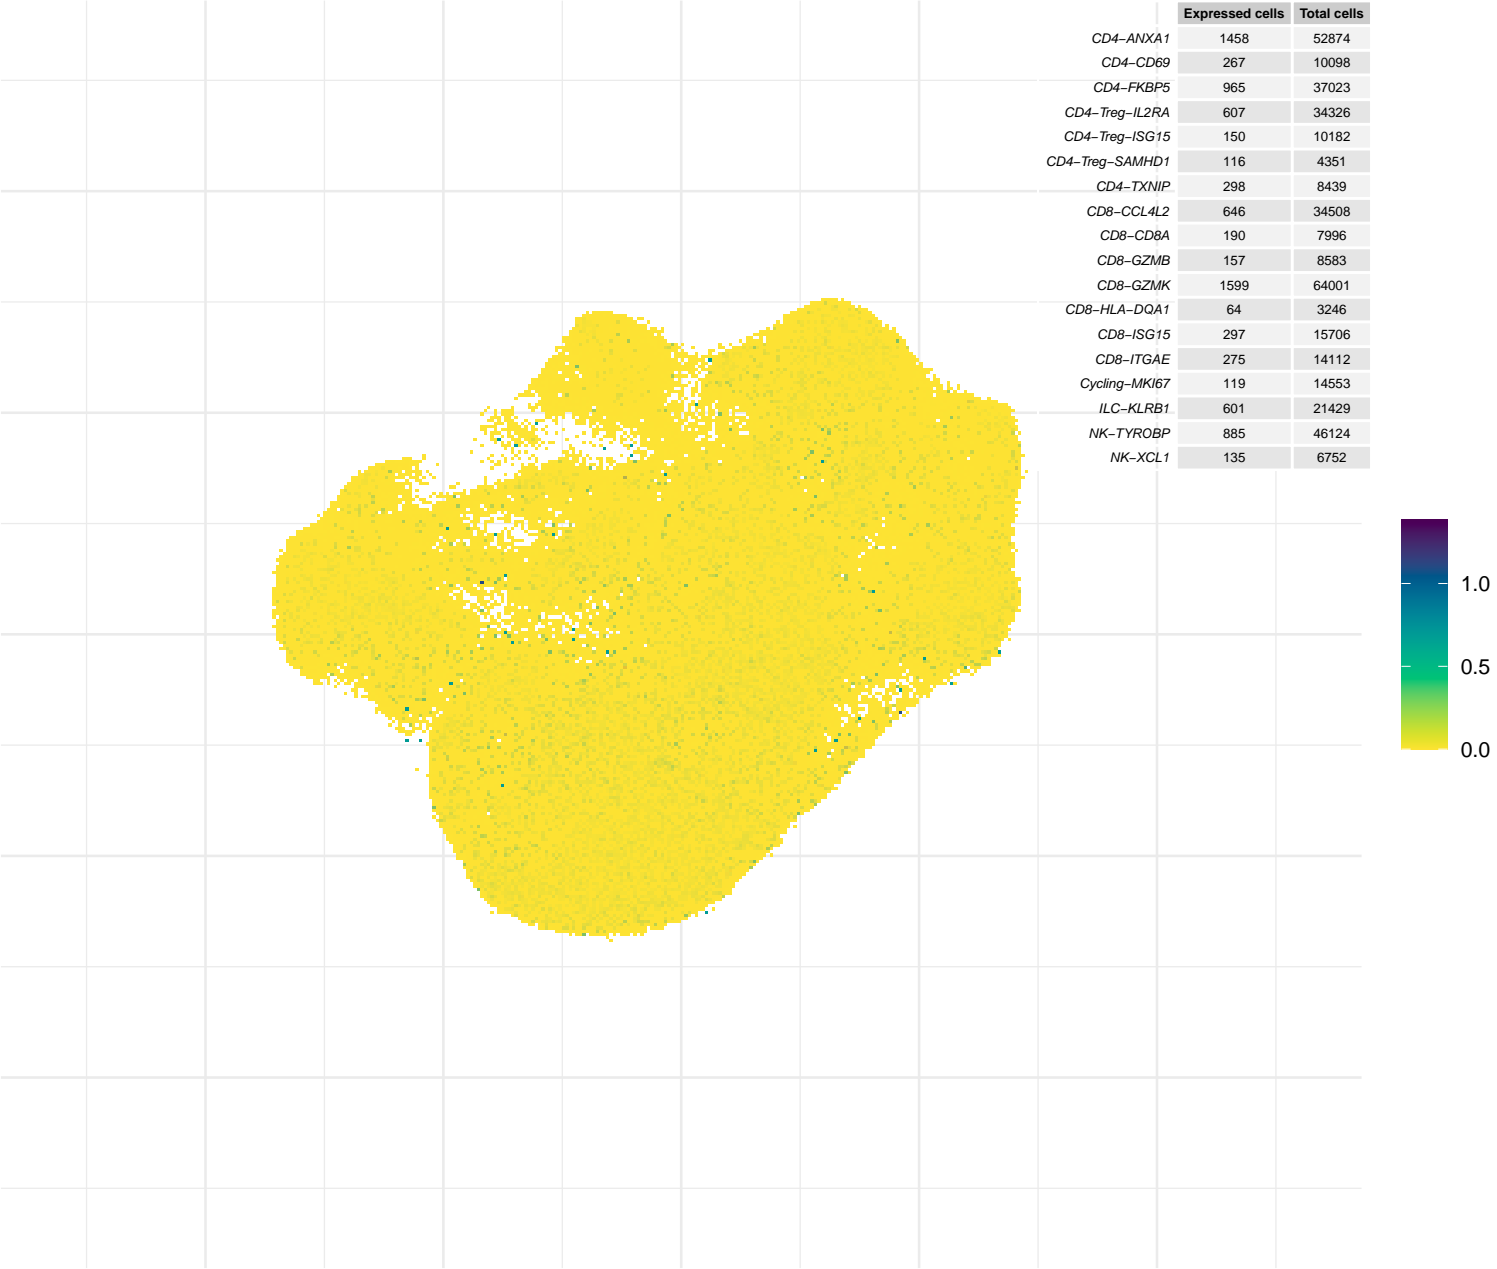 Expressed cells Total cells
CD4−ANXA1 1458 52874
CD4−CD69 267 10098
CD4−FKBP5 965 37023
CD4−Treg−IL2RA 607 34326
CD4−Treg−ISG15 150 10182
CD4−Treg−SAMHD1 116 4351
CD4−TXNIP 298 8439
CD8−CCL4L2 646 34508
CD8−CD8A 190 7996
CD8−GZMB 157 8583
CD8−GZMK 1599 64001
CD8−HLA−DQA1 64 3246
CD8−ISG15 297 15706
CD8−ITGAE 275 14112
Cycling−MKI67 119 14553
ILC−KLRB1 601 21429
NK−TYROBP 885 46124
NK−XCL1 135 6752
1.0
0.5
0.0